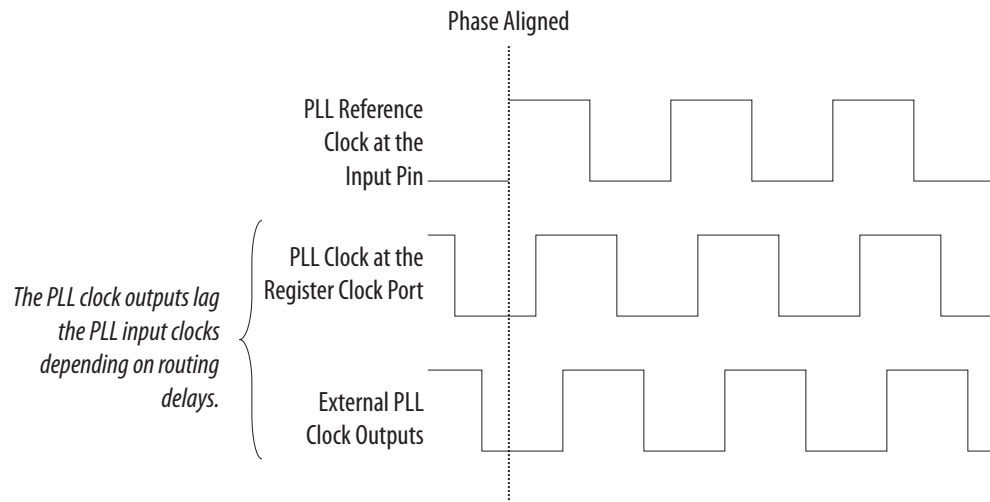 Phase Aligned
PLL Reference
Clock at the
Input Pin
PLL Clock at the
Register Clock Port
The PLL clock outputs lag
the PLL input clocks
depending on routing
delays.
External PLL
Clock Outputs